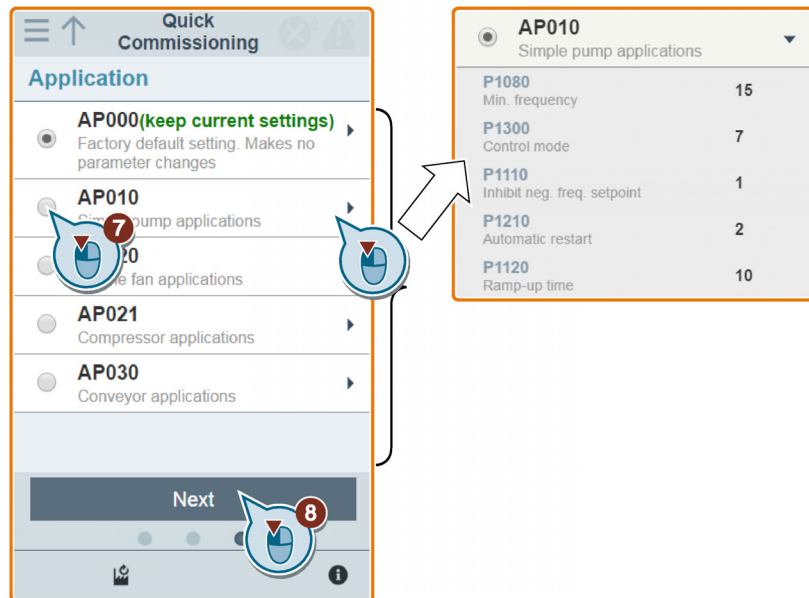 Quick
Commissioning
Application
AP000(keep current settings)
Factory default setting. Makes no
parameter changes
AP010
pump applications
7
20
fan applications
AP021
Compressor applications
AP030
Conveyor applications
Next
8
AP010
Simple pump applications
P1080
15
Min. frequency
P1300
7
Control mode
P1110
1
Inhibit neg. freq. setpoint
P1210
2
Automatic restart
P1120
10
Ramp-up time